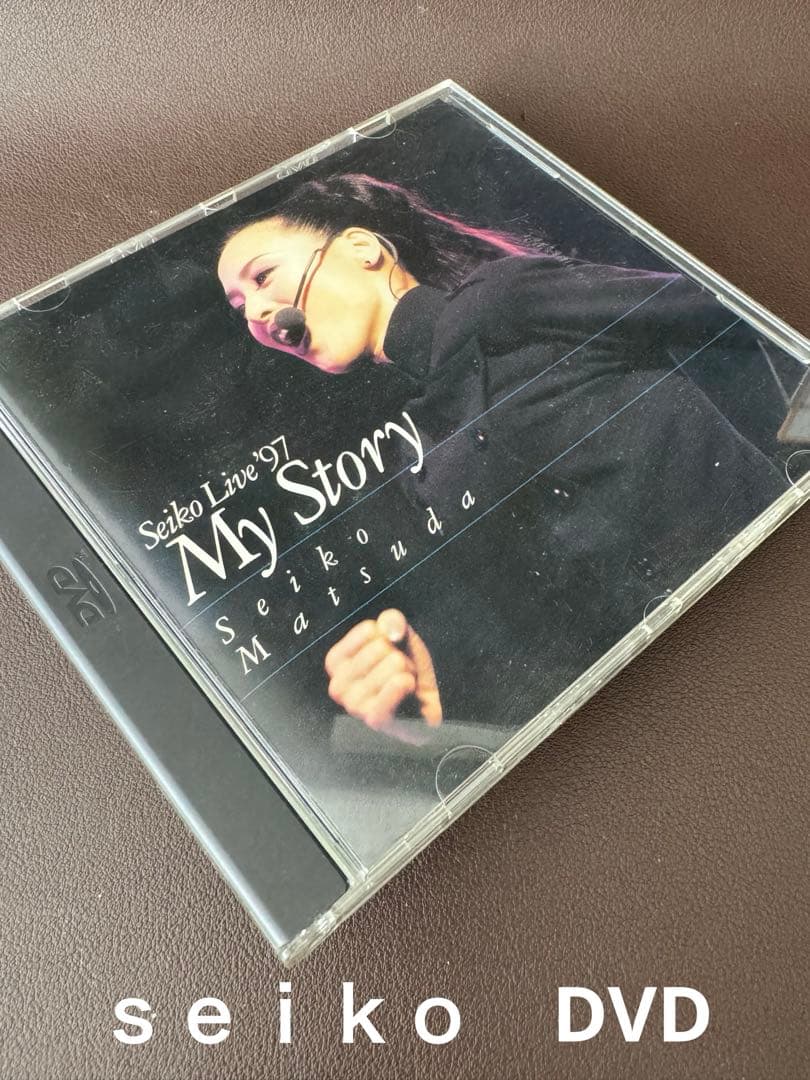 Seiko Live'97
My Story
Seiko
Matsuda
DVD
seiko DVD